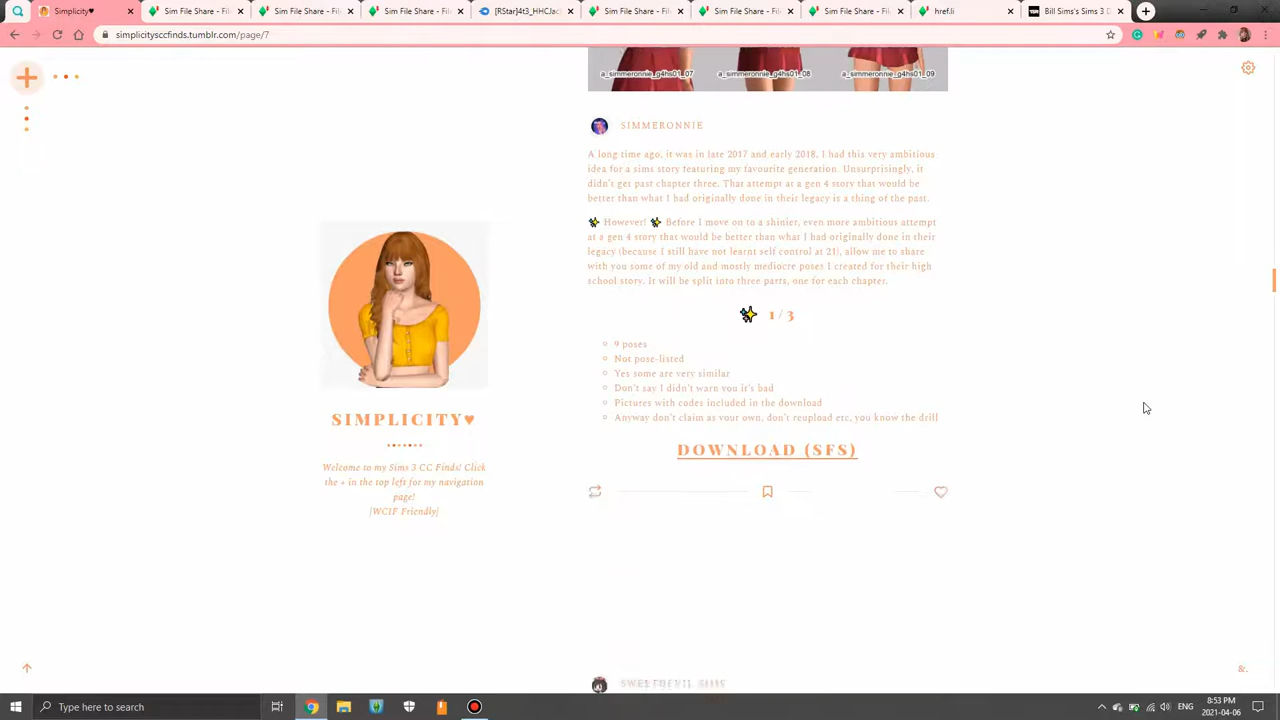 Simplicity♥
Sim File Share - Fil
Sim File Share - Fil
Sim File Share - Fil
[RStar]4t3_HHCJac
Sim File Share - Fil
Sim File Share - Fil
Sim File Share - Fil
href.li
Bill Sims's Sims 3 D
simplicitysccfinds.tumblr.com/page/7
a_simmeronnie_g4hs01_07
a_simmeronnie_g4hs01_08
a_simmeronnie_g4hs01_09
SIMMERONNIE
A long time ago, it was in late 2017 and early 2018, I had this very ambitious
idea for a sims story featuring my favourite generation. Unsurprisingly, it
didn't get past chapter three. That attempt at a gen 4 story that would be
better than what I had originally done in their legacy is a thing of the past.
✨ However! ✨ Before I move on to a shinier, even more ambitious attempt
at a gen 4 story that would be better than what I had originally done in their
legacy (because I still have not learnt self control at 21), allow me to share
with you some of my old and mostly mediocre poses I created for their high
school story. It will be split into three parts, one for each chapter.
✨ 1 / 3
9 poses
Not pose-listed
Yes some are very similar
Don't say I didn't warn you it's bad
Pictures with codes included in the download
Anyway don't claim as your own, don't reupload etc, you know the drill
DOWNLOAD (SFS)
SIMPLICITY♥
Welcome to my Sims 3 CC Finds! Click
the + in the top left for my navigation
page!
[WCIF Friendly]
&.
Type here to search
ENG
8:53 PM
2021-04-06